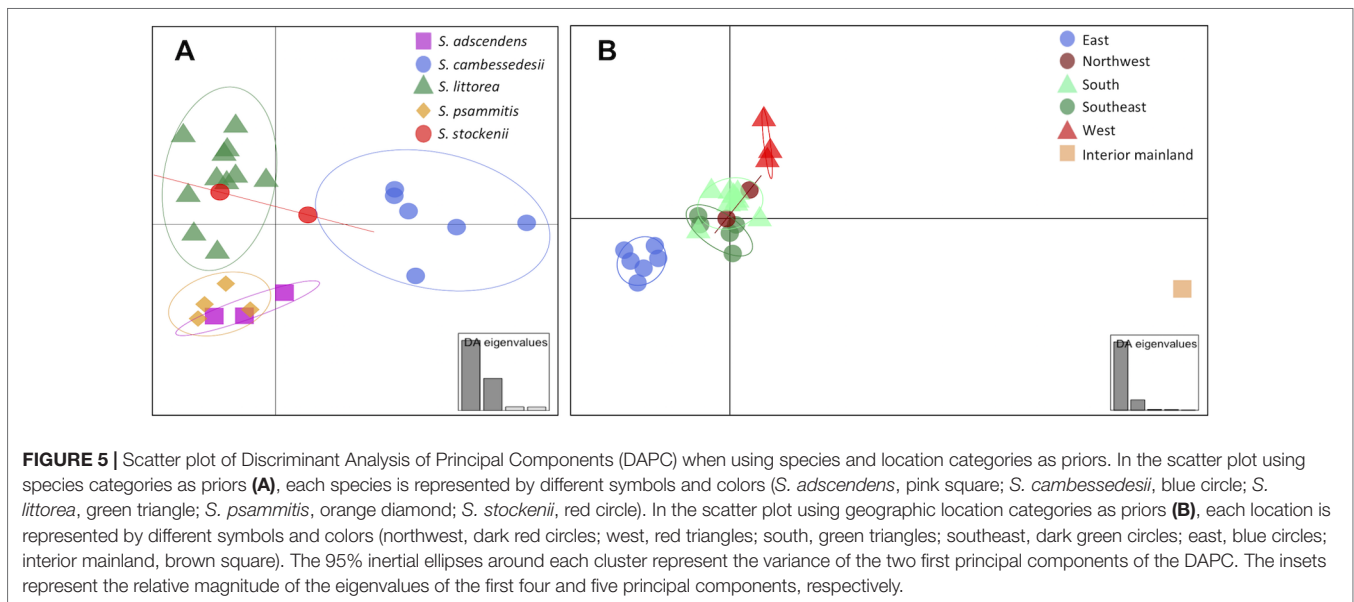 A
S. adscendens
S. cambessedesii
S. littorea
S. psammitis
S. stockenii
DA eigenvalues
B
East
Northwest
South
Southeast
West
Interior mainland
DA eigenvalues
FIGURE 5 | Scatter plot of Discriminant Analysis of Principal Components (DAPC) when using species and location categories as priors. In the scatter plot using
species categories as priors (A), each species is represented by different symbols and colors (S. adscendens, pink square; S. cambessedesii, blue circle; S.
littorea, green triangle; S. psammitis, orange diamond; S. stockenii, red circle). In the scatter plot using geographic location categories as priors (B), each location is
represented by different symbols and colors (northwest, dark red circles; west, red triangles; south, green triangles; southeast, dark green circles; east, blue circles;
interior mainland, brown square). The 95% inertial ellipses around each cluster represent the variance of the two first principal components of the DAPC. The insets
represent the relative magnitude of the eigenvalues of the first four and five principal components, respectively.